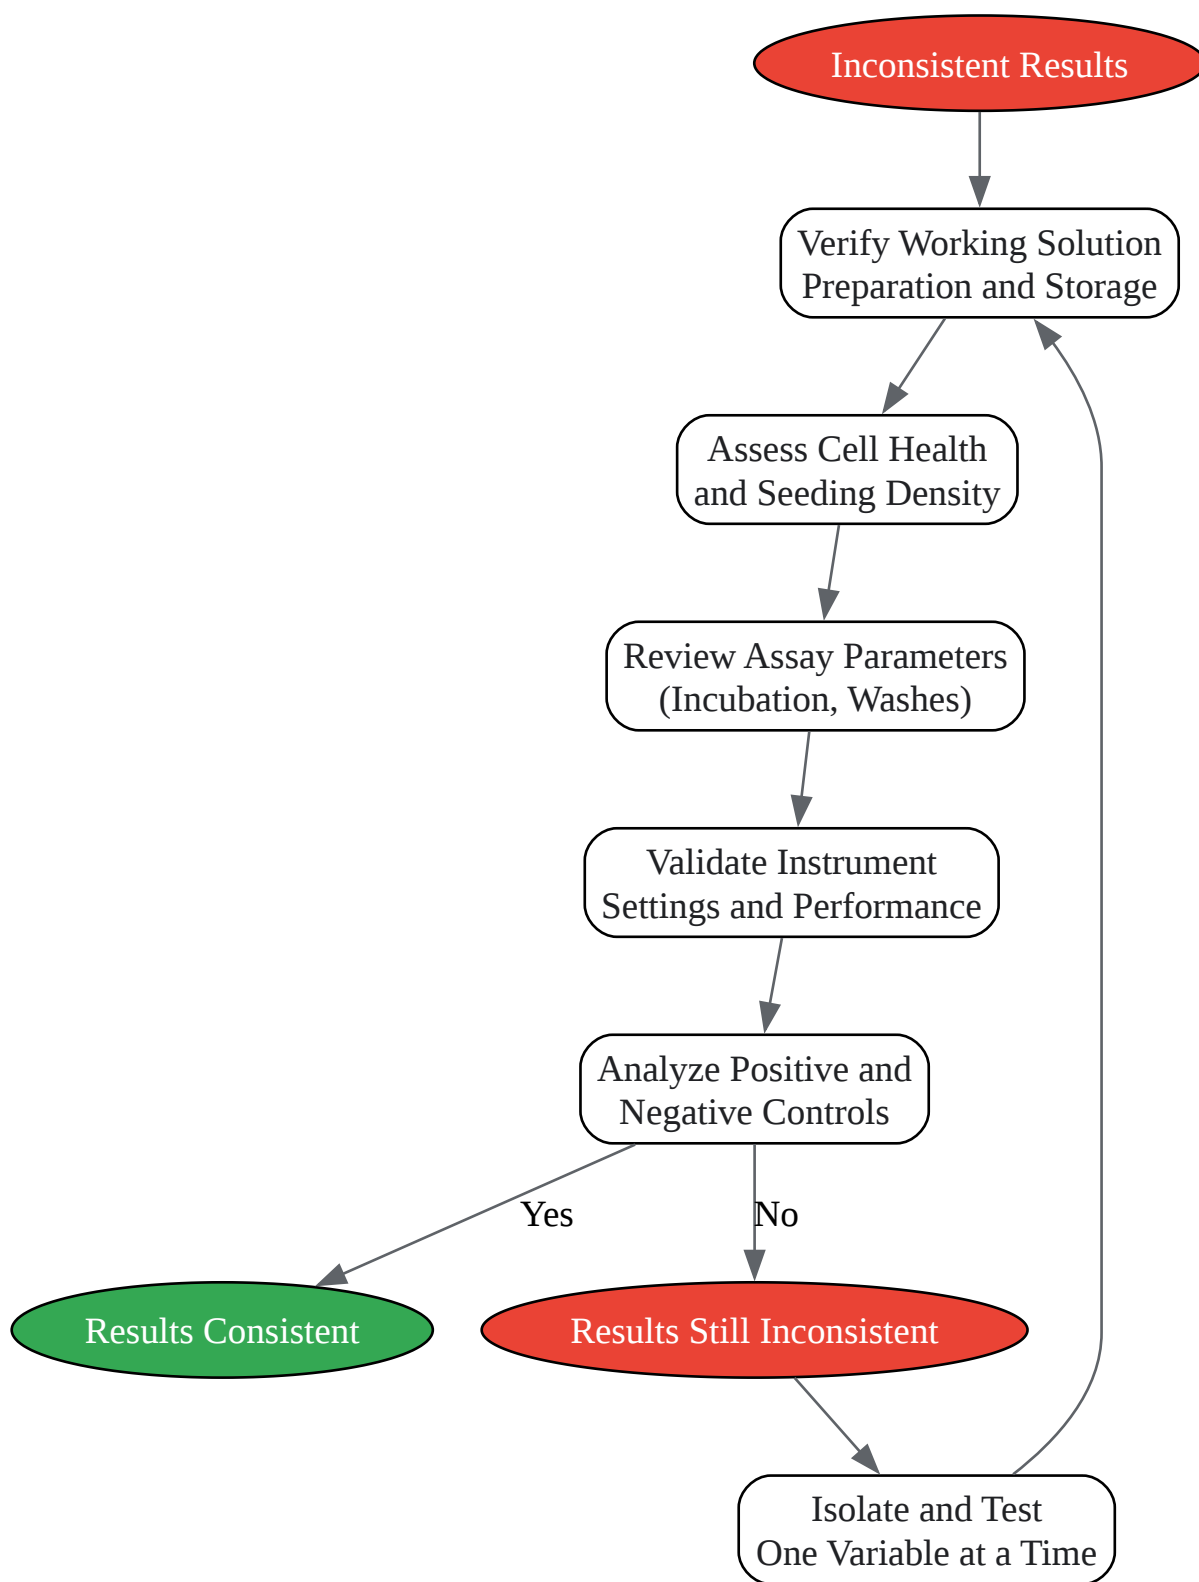 Inconsistent Results
Verify Working Solution
Preparation and Storage
Assess Cell Health
and Seeding Density
Review Assay Parameters
(Incubation, Washes)
Validate Instrument
Settings and Performance
Analyze Positive and
Negative Controls
Yes
No
Results Consistent
Results Still Inconsistent
Isolate and Test
One Variable at a Time